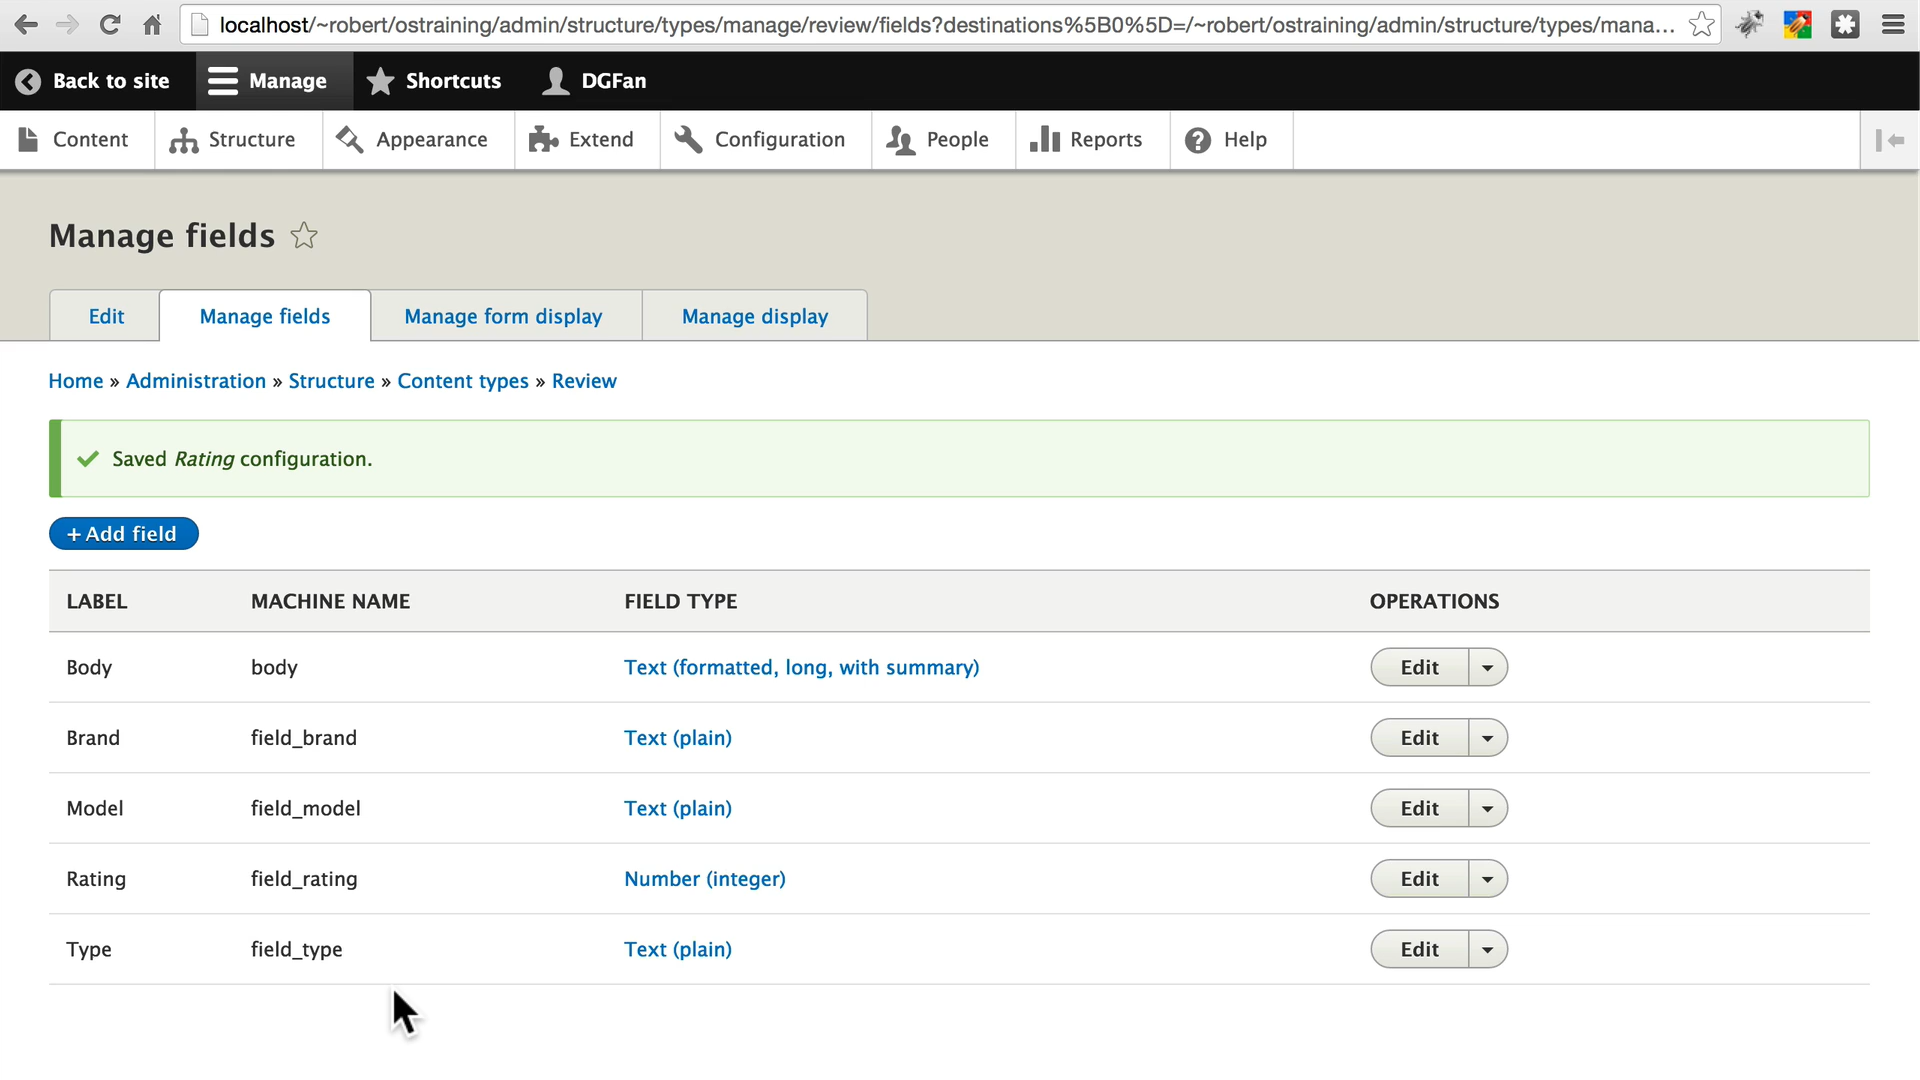 localhost/~robert/ostraining/admin/structure/types/manage/review/fields?destinations%5B0%5D=/~robert/ostraining/admin/structure/types/mana...
Back to site Manage Shortcuts DGFan
Content Structure Appearance Extend Configuration People Reports Help
Manage fields
Edit Manage fields Manage form display Manage display
Home » Administration » Structure » Content types » Review
Saved Rating configuration.
+ Add field
LABEL MACHINE NAME FIELD TYPE OPERATIONS
Body body Text (formatted, long, with summary) Edit
Brand field_brand Text (plain) Edit
Model field_model Text (plain) Edit
Rating field_rating Number (integer) Edit
Type field_type Text (plain) Edit